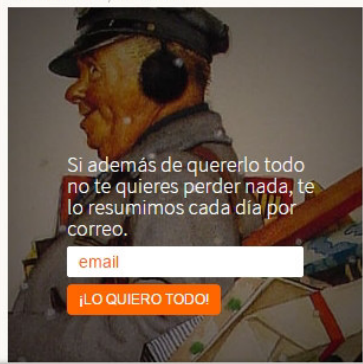 Si además de quererlo todo
no te quieres perder nada, te
lo resumimos cada día por
correo.
email
¡LO QUIERO TODO!